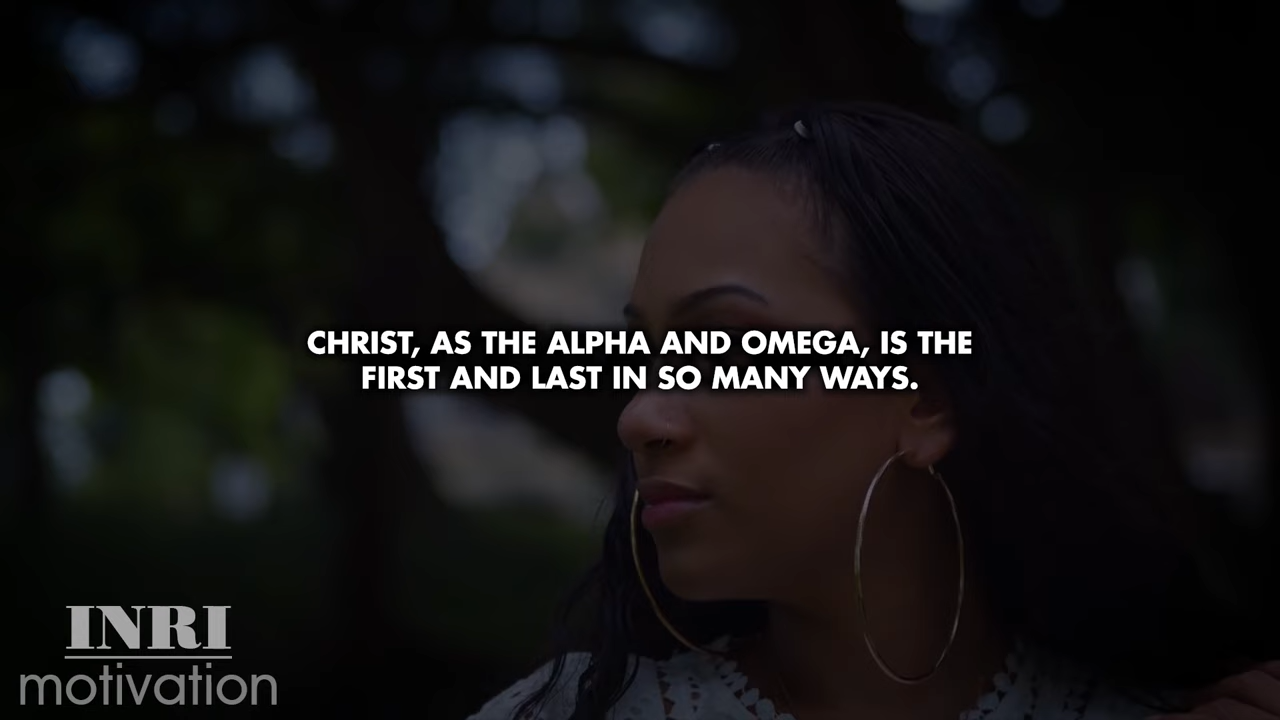 CHRIST, AS THE ALPHA AND OMEGA, IS THE
FIRST AND LAST IN SO MANY WAYS.
INRI
motivation